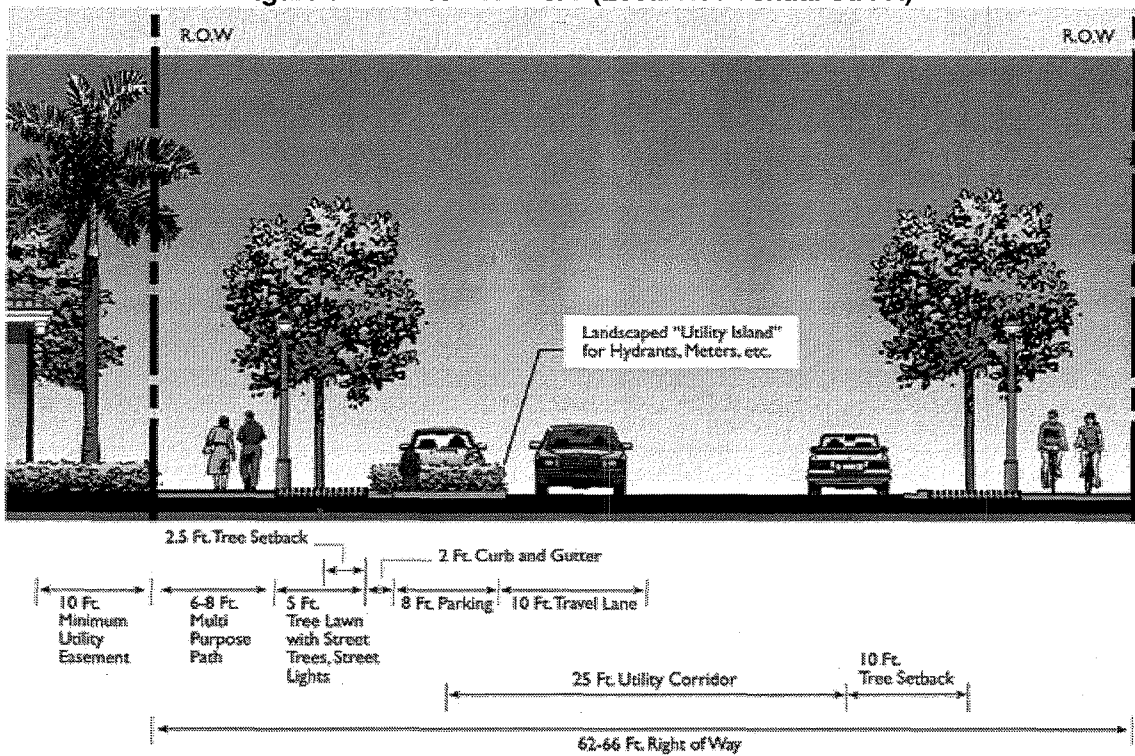 R.O.W
R.O.W
Landscaped "Utility Island"
for Hydrants, Meters, etc.
2.5 Ft. Tree Setback
2 Ft. Curb and Gutter
10 Ft.
Minimum
Utility
Easement
6-8 Ft.
Multi
Purpose
Path
5 Ft.
Tree Lawn
with Street
Trees, Street
Lights
8 Ft. Parking
10 Ft. Travel Lane
25 Ft. Utility Corridor
10 Ft.
Tree Setback
62-66 Ft. Right of Way